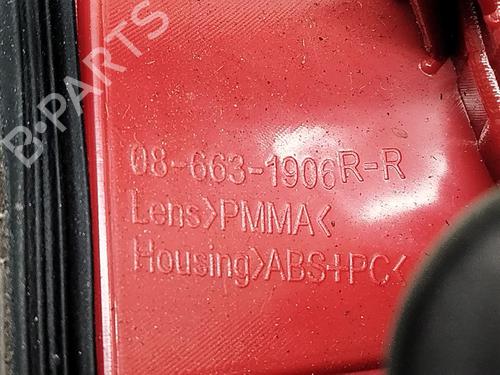 B-PARTS
08-663-1906R-R
Lens>PMMA<
Housing>ABS+PC<